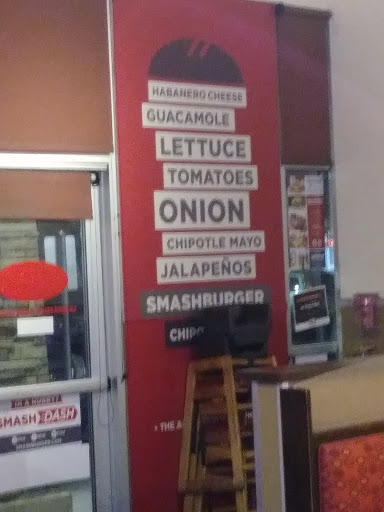 HABANERO CHEESE
GUACAMOLE
LETTUCE
TOMATOES
ONION
CHIPOTLE MAYO
JALAPEÑOS
SMASHBURGER
IN A HURRY?
SMASH DASH